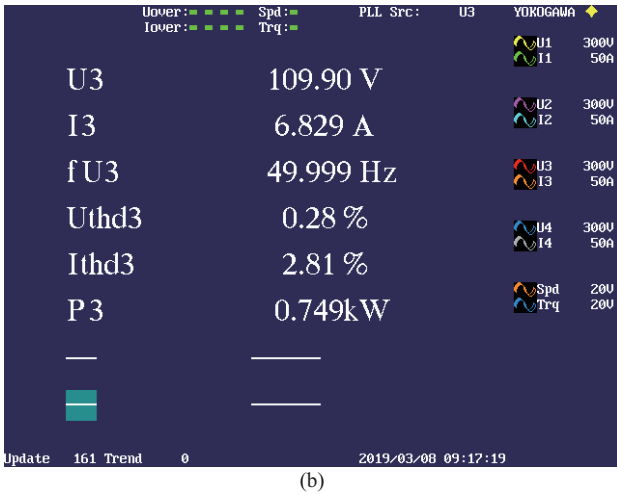 Uover: Spd: PLL Src: U3 YOKOGAWA
Iover: Trq:
U1 300V
I1 50A
U3 109.90 V
U2 300V
I3 6.829 A
I2 50A
fU3 49.999 Hz
U3 300V
I3 50A
Uthd3 0.28 %
U4 300V
I4 50A
Ithd3 2.81 %
Spd 20V
P3 0.749kW
Trq 20V
Update 161 Trend 0 2019/03/08 09:17:19
(b)